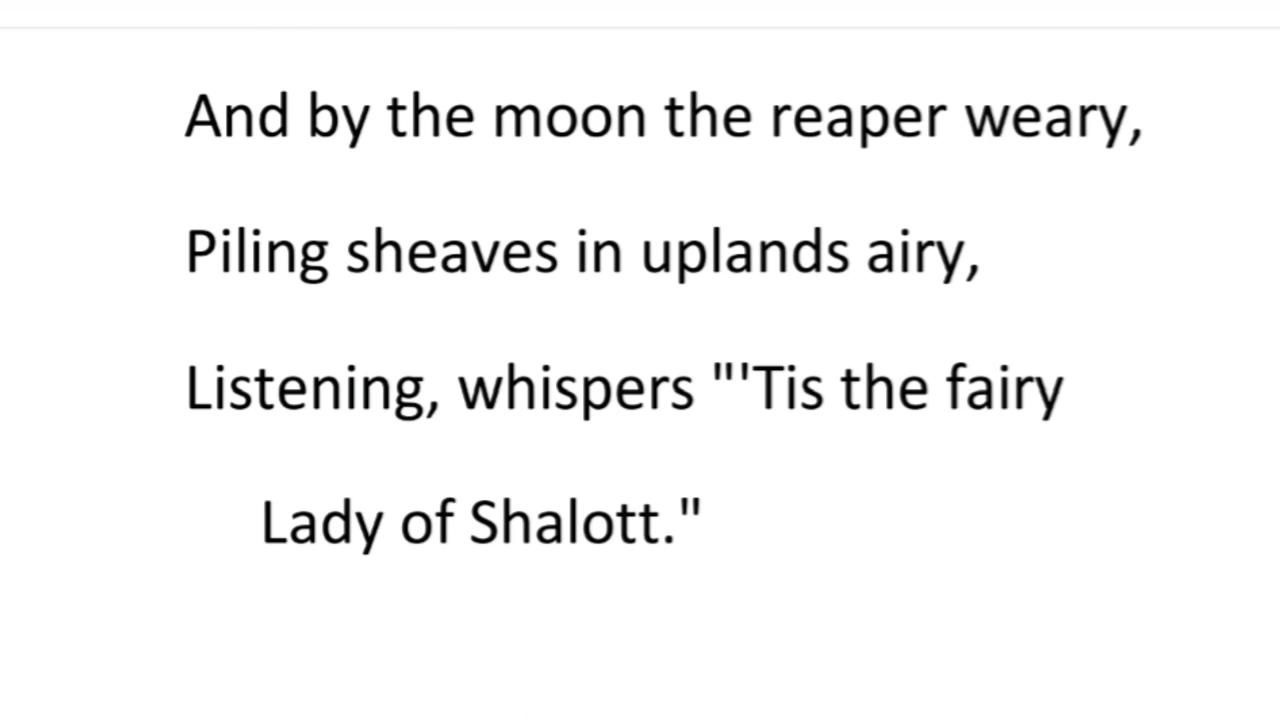 And by the moon the reaper weary,
Piling sheaves in uplands airy,
Listening, whispers "'Tis the fairy
Lady of Shalott."